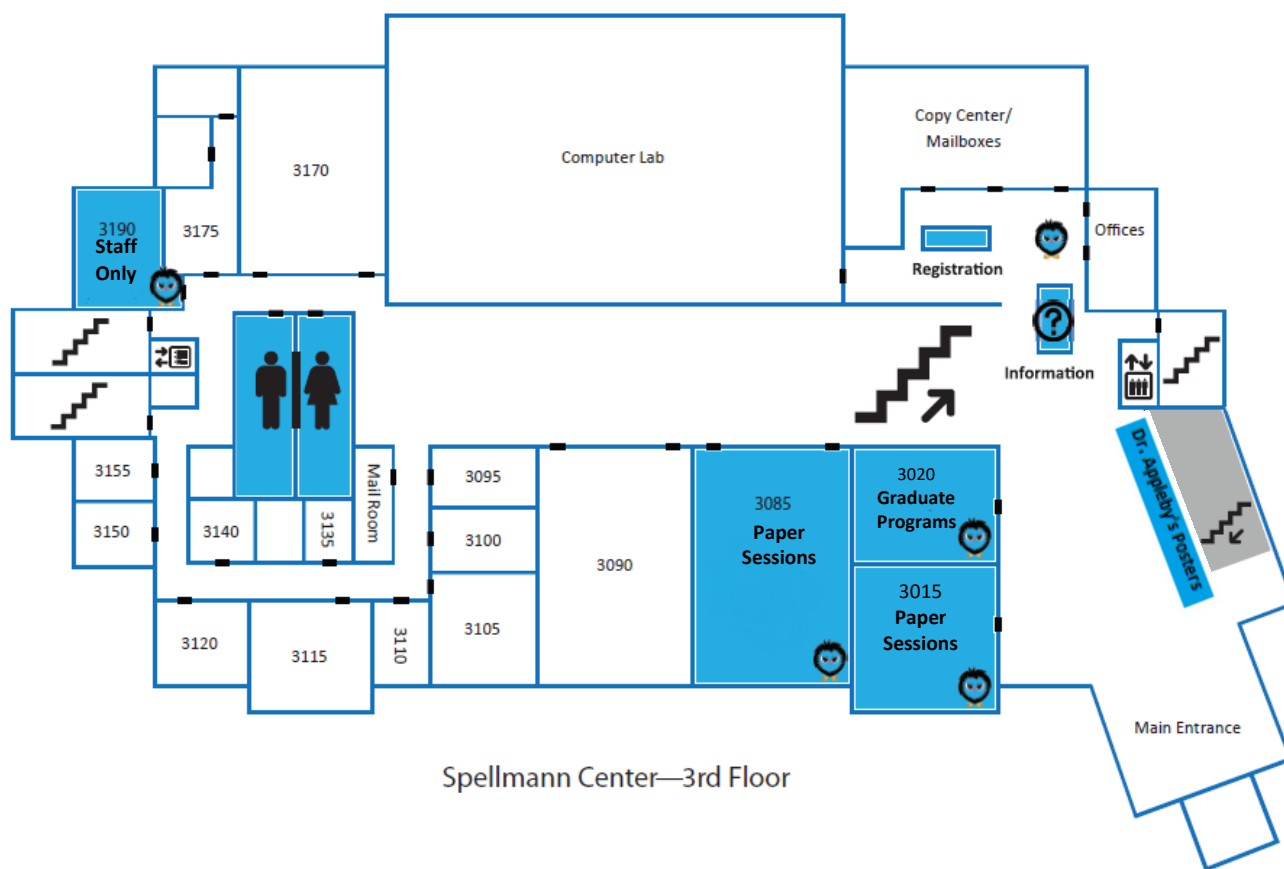 Copy Center/
Mailboxes
Computer Lab
3170
3190
Staff
Only
3175
Offices
Registration
?
Information
3155
3150
Mail Room
3140
3135
3095
3100
3105
3090
3085
Paper
Sessions
3020
Graduate
Programs
3015
Paper
Sessions
Dr. Appleby's Posters
3120
3115
3110
Main Entrance
Spellmann Center—3rd Floor